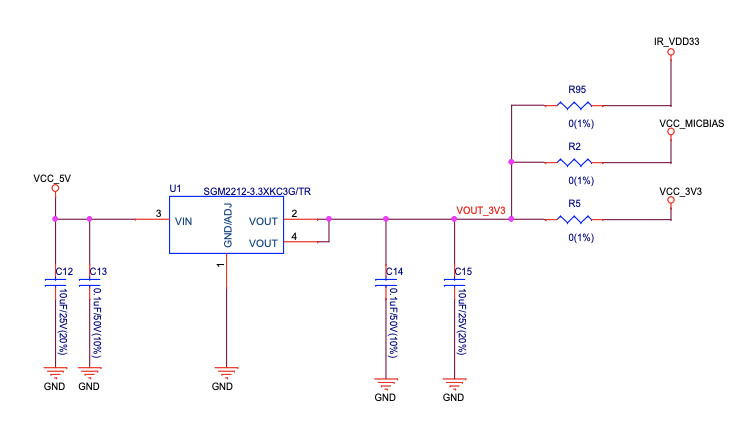 IR_VDD33
R95
0(1%)
VCC_MICBIAS
R2
0(1%)
VCC_5V
U1
SGM2212-3.3XKC3G/TR
VCC_3V3
R5
0(1%)
3
VIN
GND/ADJ
VOUT
2
VOUT
4
1
VOUT_3V3
C12
10uF/25V(20%)
C13
0.1uF/50V(10%)
C14
0.1uF/50V(10%)
C15
10uF/25V(20%)
GND
GND
GND
GND
GND